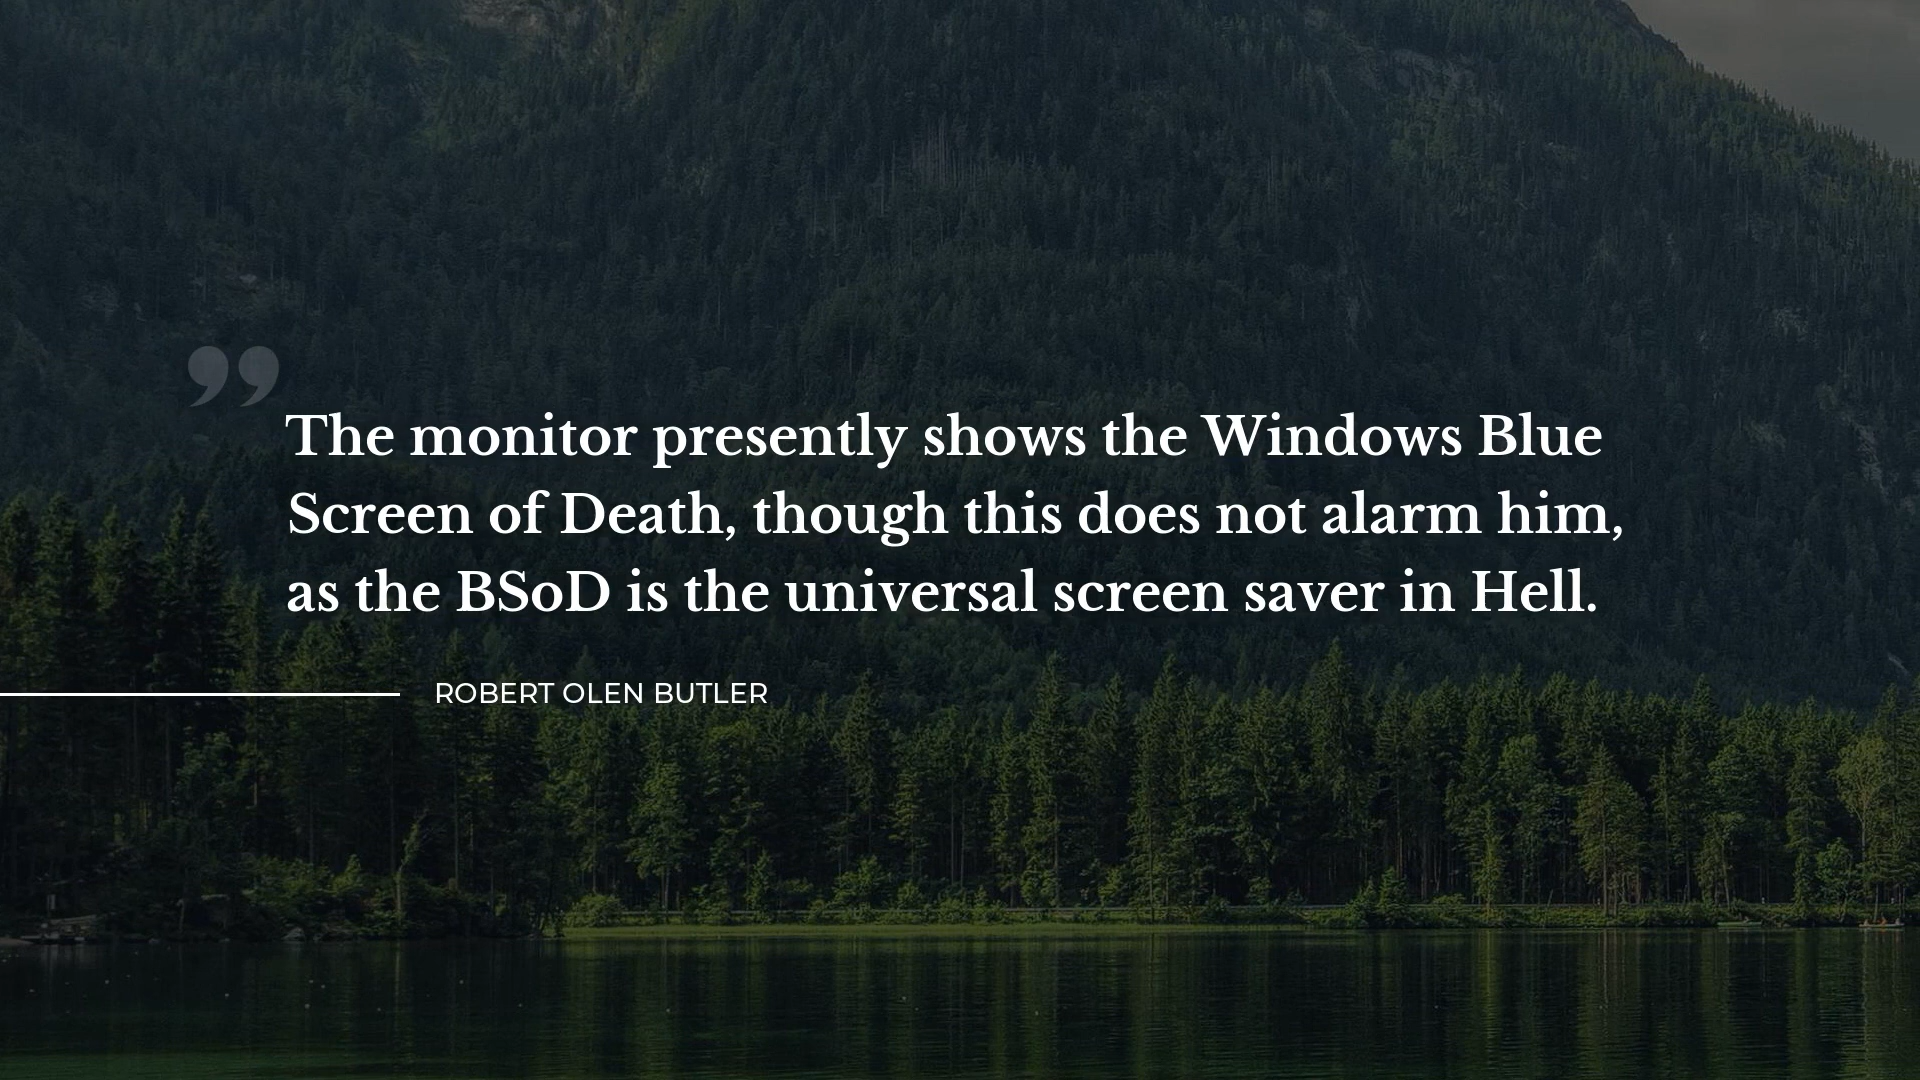 ”
The monitor presently shows the Windows Blue
Screen of Death, though this does not alarm him,
as the BSoD is the universal screen saver in Hell.
ROBERT OLEN BUTLER